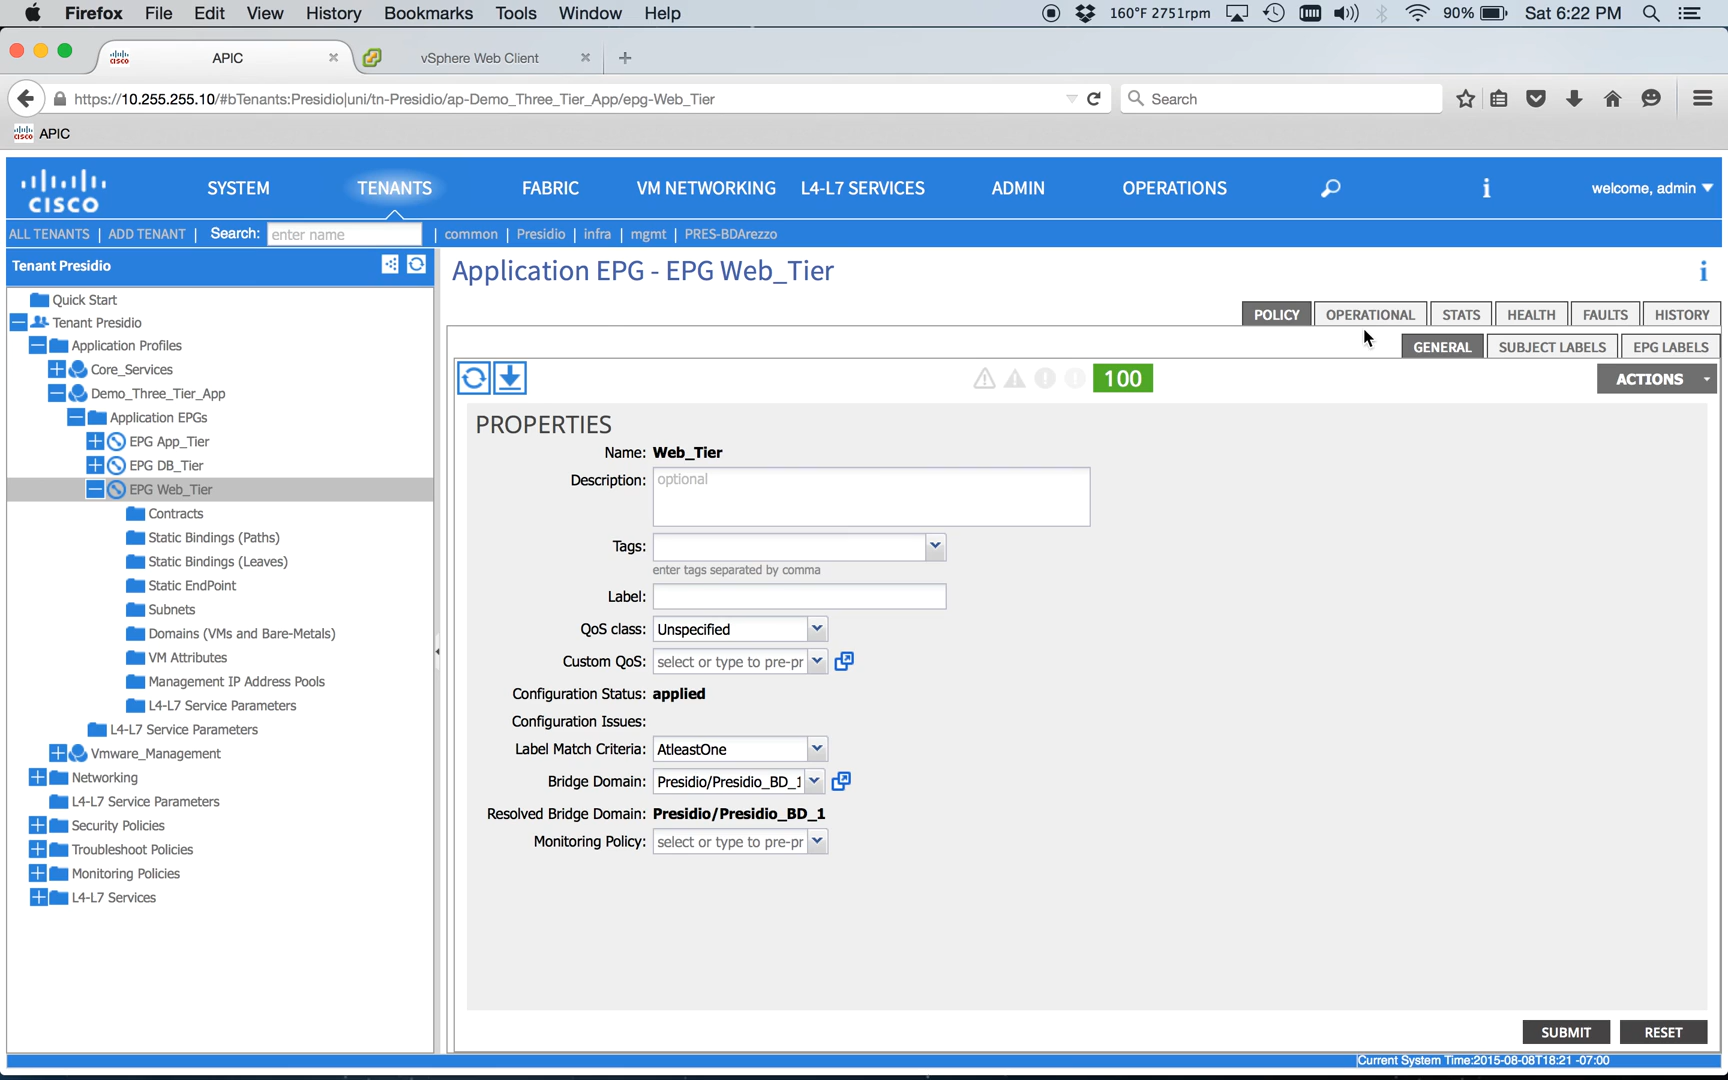 Firefox File Edit View History Bookmarks Tools Window Help 160°F 2751rpm 90% Sat 6:22 PM
APIC vSphere Web Client
https://10.255.255.10/#bTenants:Presidio|uni/tn-Presidio/ap-Demo_Three_Tier_App/epg-Web_Tier Search
APIC
CISCO SYSTEM TENANTS FABRIC VM NETWORKING L4-L7 SERVICES ADMIN OPERATIONS i welcome, admin
ALL TENANTS | ADD TENANT | Search: enter name | common | Presidio | infra | mgmt | PRES-BDArezzo
Tenant Presidio
Quick Start
Tenant Presidio
Application Profiles
Core_Services
Demo_Three_Tier_App
Application EPGs
EPG App_Tier
EPG DB_Tier
EPG Web_Tier
Contracts
Static Bindings (Paths)
Static Bindings (Leaves)
Static EndPoint
Subnets
Domains (VMs and Bare-Metals)
VM Attributes
Management IP Address Pools
L4-L7 Service Parameters
L4-L7 Service Parameters
Vmware_Management
Networking
L4-L7 Service Parameters
Security Policies
Troubleshoot Policies
Monitoring Policies
L4-L7 Services
Application EPG - EPG Web_Tier i
POLICY OPERATIONAL STATS HEALTH FAULTS HISTORY
GENERAL SUBJECT LABELS EPG LABELS
100 ACTIONS
PROPERTIES
Name: Web_Tier
Description: optional
Tags:
enter tags separated by comma
Label:
QoS class: Unspecified
Custom QoS: select or type to pre-pr
Configuration Status: applied
Configuration Issues:
Label Match Criteria: AtleastOne
Bridge Domain: Presidio/Presidio_BD_1
Resolved Bridge Domain: Presidio/Presidio_BD_1
Monitoring Policy: select or type to pre-pr
SUBMIT RESET
Current System Time:2015-08-08T18:21 -07:00